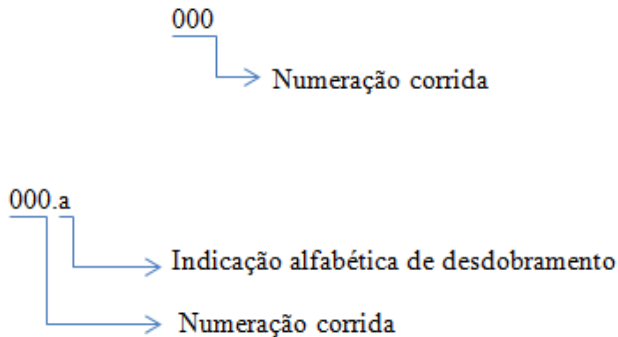 000
Numeração corrida
000.a
Indicação alfabética de desdobramento
Numeração corrida